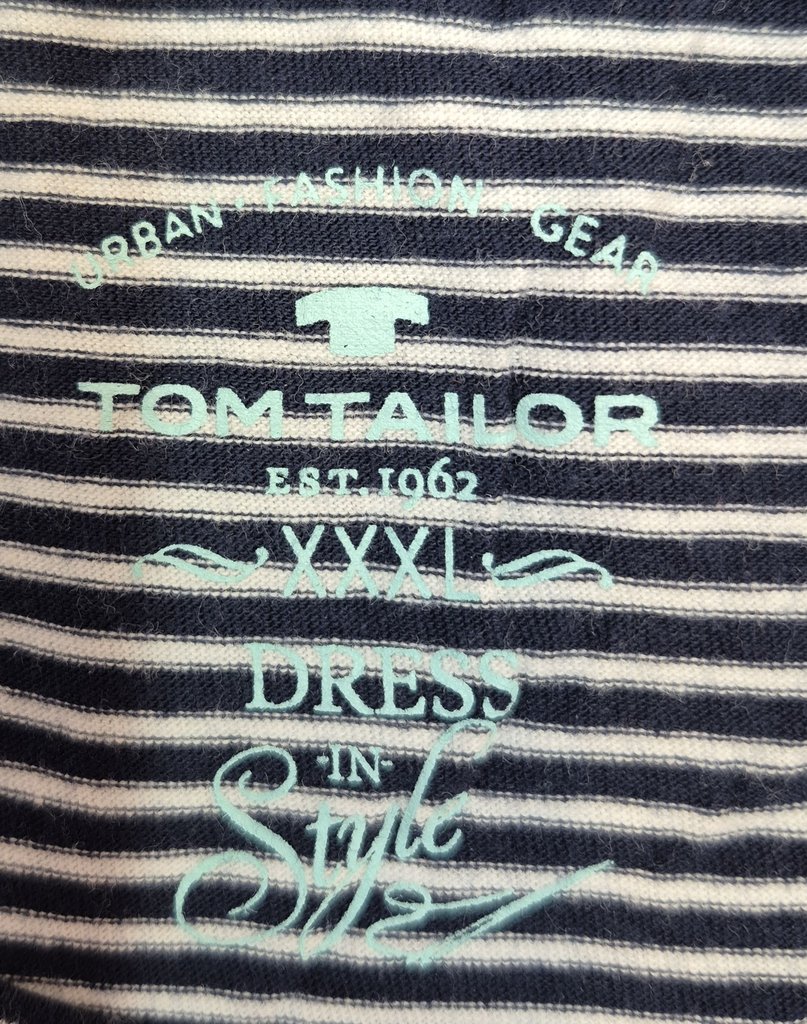 URBAN · FASHION · GEAR
TOM TAILOR
EST. 1962
XXXL
DRESS
-IN-
Style